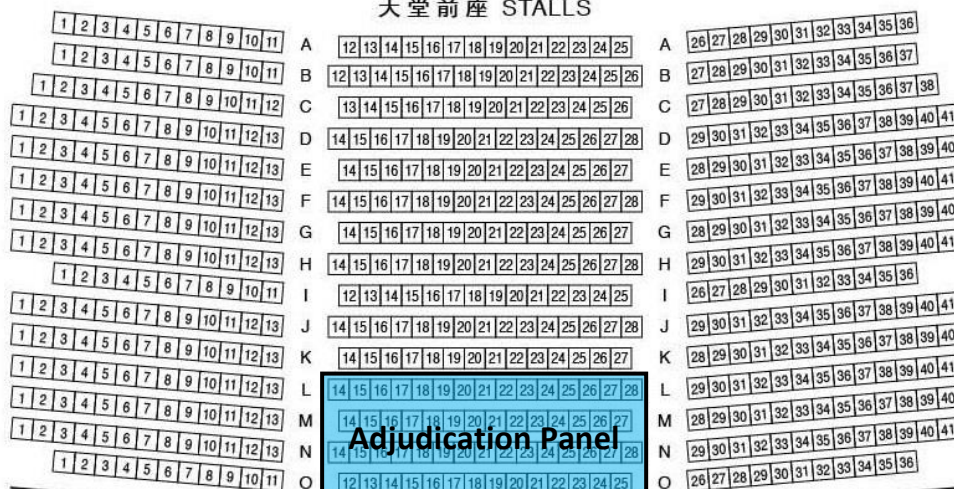 大堂前座 STALLS
1 2 3 4 5 6 7 8 9 10 11 A 12 13 14 15 16 17 18 19 20 21 22 23 24 25 A 26 27 28 29 30 31 32 33 34 35 36
1 2 3 4 5 6 7 8 9 10 11 B 12 13 14 15 16 17 18 19 20 21 22 23 24 25 26 B 27 28 29 30 31 32 33 34 35 36 37
1 2 3 4 5 6 7 8 9 10 11 12 C 13 14 15 16 17 18 19 20 21 22 23 24 25 26 C 27 28 29 30 31 32 33 34 35 36 37 38
1 2 3 4 5 6 7 8 9 10 11 12 13 D 14 15 16 17 18 19 20 21 22 23 24 25 26 27 28 D 29 30 31 32 33 34 35 36 37 38 39 40 41
1 2 3 4 5 6 7 8 9 10 11 12 13 E 14 15 16 17 18 19 20 21 22 23 24 25 26 27 E 28 29 30 31 32 33 34 35 36 37 38 39 40
1 2 3 4 5 6 7 8 9 10 11 12 13 F 14 15 16 17 18 19 20 21 22 23 24 25 26 27 28 F 29 30 31 32 33 34 35 36 37 38 39 40 41
1 2 3 4 5 6 7 8 9 10 11 12 13 G 14 15 16 17 18 19 20 21 22 23 24 25 26 27 G 28 29 30 31 32 33 34 35 36 37 38 39 40
1 2 3 4 5 6 7 8 9 10 11 12 13 H 14 15 16 17 18 19 20 21 22 23 24 25 26 27 28 H 29 30 31 32 33 34 35 36 37 38 39 40 41
1 2 3 4 5 6 7 8 9 10 11 I 12 13 14 15 16 17 18 19 20 21 22 23 24 25 I 26 27 28 29 30 31 32 33 34 35 36
1 2 3 4 5 6 7 8 9 10 11 12 13 J 14 15 16 17 18 19 20 21 22 23 24 25 26 27 28 J 29 30 31 32 33 34 35 36 37 38 39 40 41
1 2 3 4 5 6 7 8 9 10 11 12 13 K 14 15 16 17 18 19 20 21 22 23 24 25 26 27 K 28 29 30 31 32 33 34 35 36 37 38 39 40
1 2 3 4 5 6 7 8 9 10 11 12 13 L 14 15 16 17 18 19 20 21 22 23 24 25 26 27 28 L 29 30 31 32 33 34 35 36 37 38 39 40 41
1 2 3 4 5 6 7 8 9 10 11 12 13 M 14 15 16 17 18 19 20 21 22 23 24 25 26 27 M 28 29 30 31 32 33 34 35 36 37 38 39 40
Adjudication Panel
1 2 3 4 5 6 7 8 9 10 11 12 13 N 14 15 16 17 18 19 20 21 22 23 24 25 26 27 28 N 29 30 31 32 33 34 35 36 37 38 39 40 41
1 2 3 4 5 6 7 8 9 10 11 O 12 13 14 15 16 17 18 19 20 21 22 23 24 25 O 26 27 28 29 30 31 32 33 34 35 36